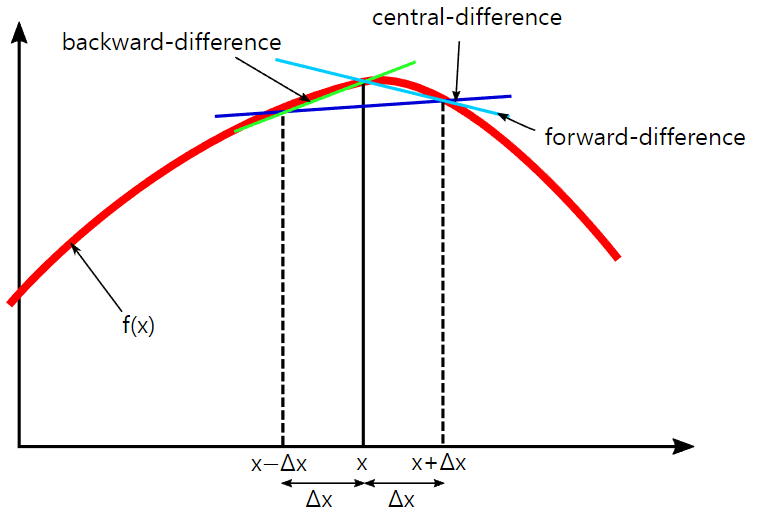 central-difference
backward-difference
forward-difference
f(x)
x−Δx
x
x+Δx
Δx
Δx